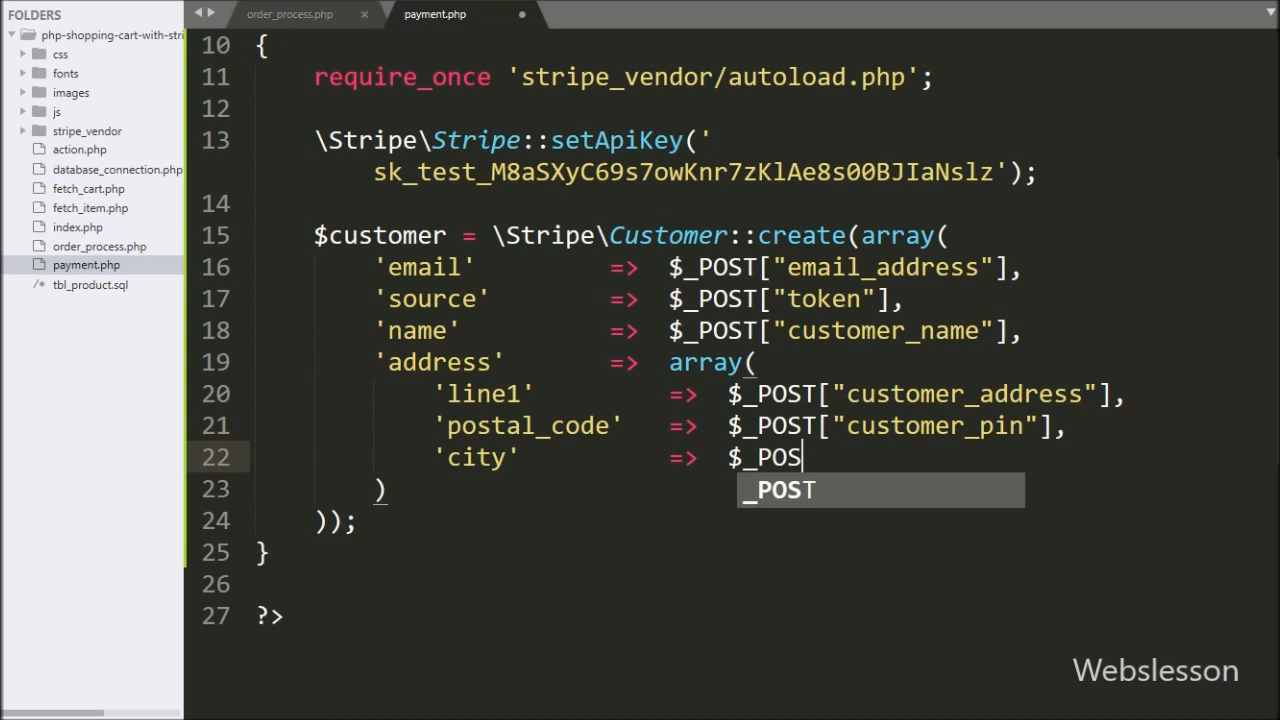 FOLDERS
php-shopping-cart-with-stri
css
fonts
images
js
stripe_vendor
action.php
database_connection.php
fetch_cart.php
fetch_item.php
index.php
order_process.php
payment.php
/* tbl_product.sql
order_process.php ×
payment.php
10 {
11 require_once 'stripe_vendor/autoload.php';
12
13 \Stripe\Stripe::setApiKey('
sk_test_M8aSXyC69s7owKnr7zKlAe8s00BJIaNslz');
14
15 $customer = \Stripe\Customer::create(array(
16 'email' => $_POST["email_address"],
17 'source' => $_POST["token"],
18 'name' => $_POST["customer_name"],
19 'address' => array(
20 'line1' => $_POST["customer_address"],
21 'postal_code' => $_POST["customer_pin"],
22 'city' => $_POS
_POST
23 )
24 ));
25 }
26
27 ?>
Webslesson